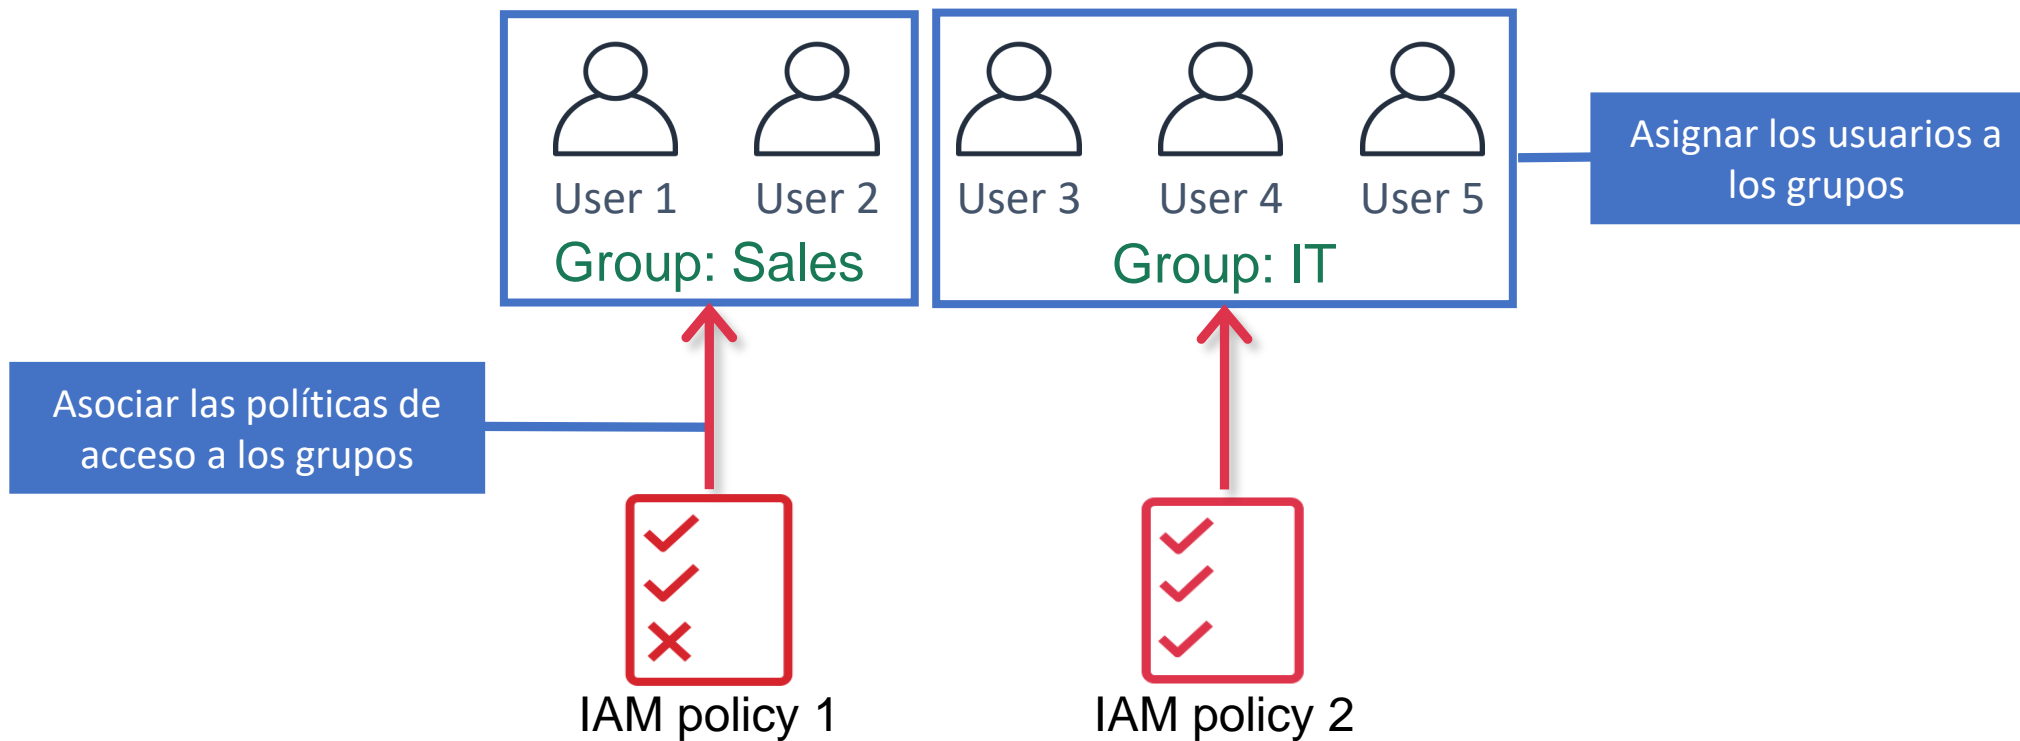 User 1
User 2
Group: Sales
User 3
User 4
User 5
Group: IT
Asignar los usuarios a
los grupos
Asociar las políticas de
acceso a los grupos
IAM policy 1
IAM policy 2